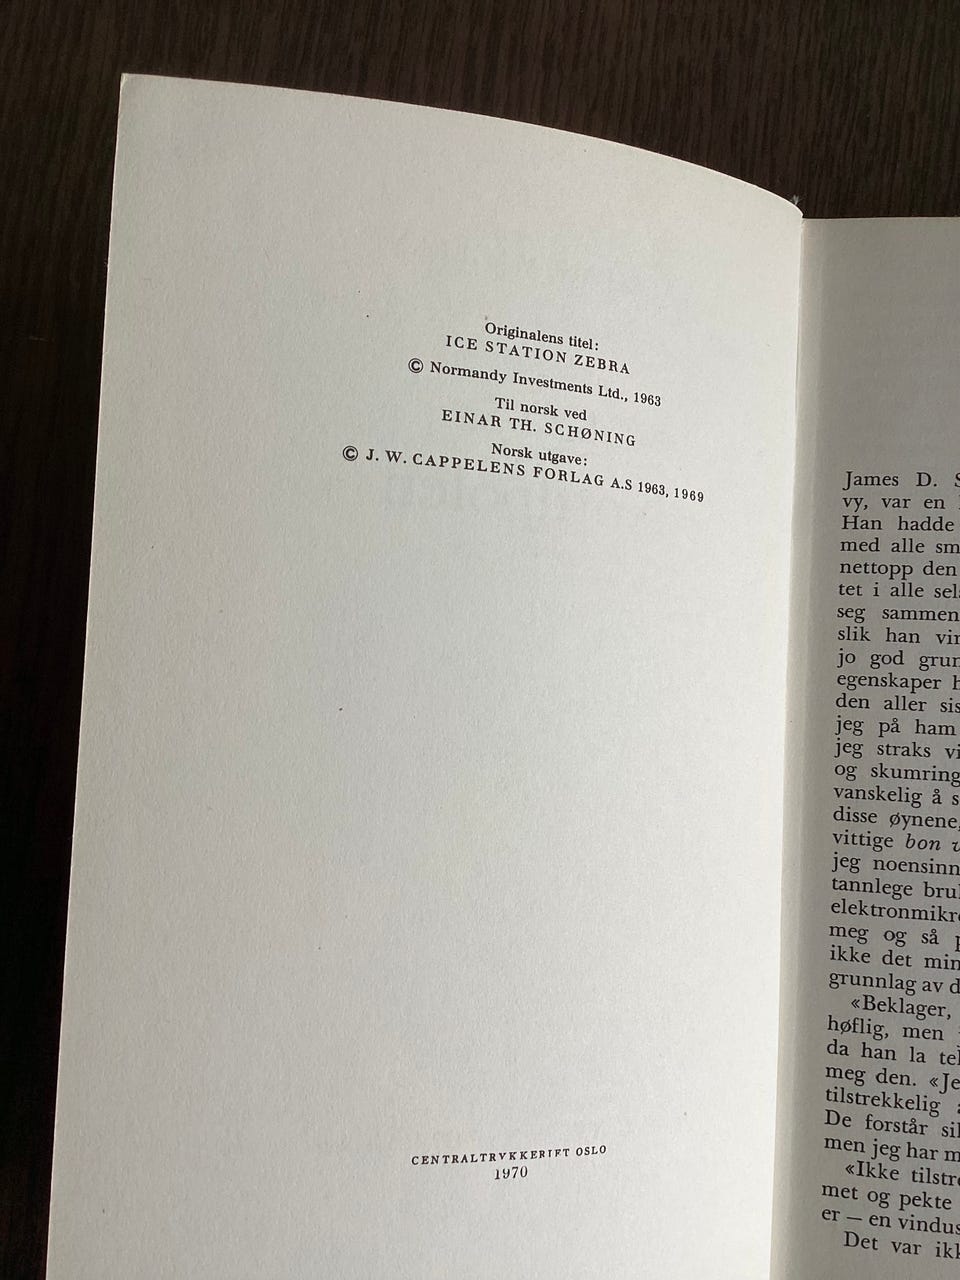 Originalens titel:
ICE STATION ZEBRA
© Normandy Investments Ltd., 1963
Til norsk ved
EINAR TH. SCHØNING
Norsk utgave:
© J. W. CAPPELENS FORLAG A.S 1963, 1969
CENTRALTRYKKERIET OSLO
1970
James D.
vy, var en
Han hadde
med alle
nettopp den
tet i alle
seg sammen
slik han
jo god
egenskaper
den aller
jeg på ham
jeg straks
og
vanskelig å
disse øynene,
vittige bon
jeg
tannlege
meg og så
ikke det
grunnlag av
«Beklager,
høflig, men
da han la
meg den.
tilstrekkelig
De forstår
men jeg har
«Ikke
met og pekte
er — en
Det var